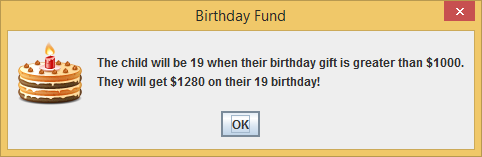 Birthday Fund
The child will be 19 when their birthday gift is greater than $1000.
They will get $1280 on their 19 birthday!
OK